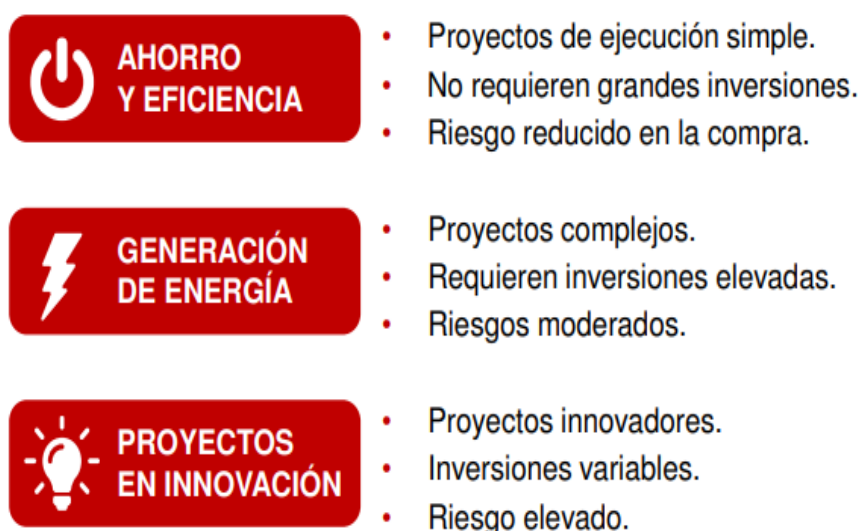 AHORRO
Y EFICIENCIA
• Proyectos de ejecución simple.
• No requieren grandes inversiones.
• Riesgo reducido en la compra.
GENERACIÓN
DE ENERGÍA
• Proyectos complejos.
• Requieren inversiones elevadas.
• Riesgos moderados.
PROYECTOS
EN INNOVACIÓN
• Proyectos innovadores.
• Inversiones variables.
• Riesgo elevado.